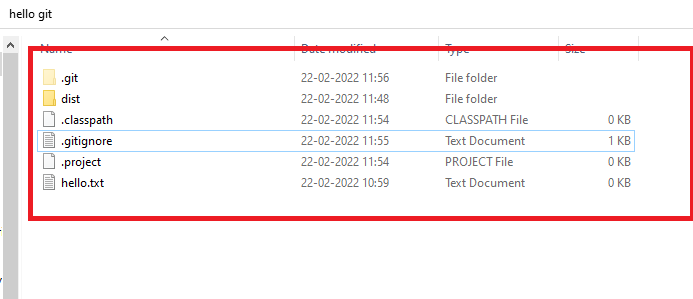 hello git
Name Date modified Type Size
.git 22-02-2022 11:56 File folder
dist 22-02-2022 11:48 File folder
.classpath 22-02-2022 11:54 CLASSPATH File 0 KB
.gitignore 22-02-2022 11:55 Text Document 1 KB
.project 22-02-2022 11:54 PROJECT File 0 KB
hello.txt 22-02-2022 10:59 Text Document 0 KB